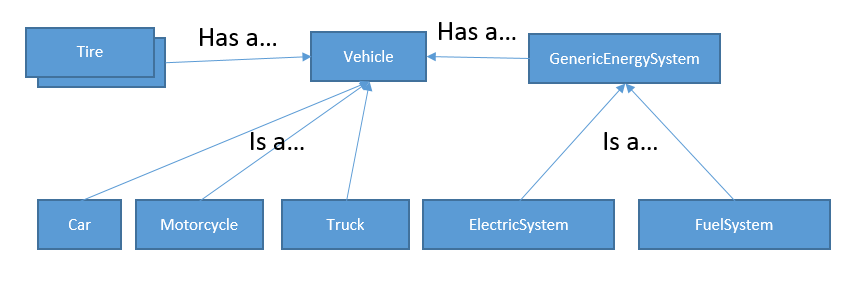 Has a...
Has a...
Tire
Vehicle
GenericEnergySystem
Is a...
Is a...
Car
Motorcycle
Truck
ElectricSystem
FuelSystem